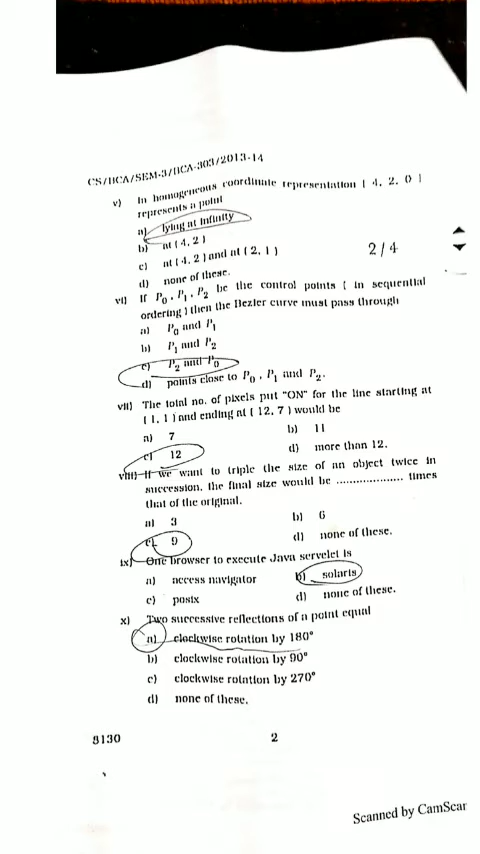 CS/BCA/SEM-3/BCA-303/2013-14
v) In homogeneous coordinate representation ( 4, 2, 0 )
represents a point
a) lying at infinity
b) at ( 4, 2 )
c) at ( 4, 2 ) and at ( 2, 1 )
2 / 4
d) none of these.
vi) If P₀ , P₁ , P₂ be the control points ( in sequential
ordering ) then the Bezier curve must pass through
a) P₀ and P₁
b) P₁ and P₂
c) P₂ and P₀
d) points close to P₀ , P₁ and P₂.
vii) The total no. of pixels put "ON" for the line starting at
( 1, 1 ) and ending at ( 12, 7 ) would be
a) 7 b) 11
c) 12 d) more than 12.
viii) If we want to triple the size of an object twice in
succession, the final size would be .................... times
that of the original.
a) 3 b) 6
c) 9 d) none of these.
ix) One browser to execute Java servelet is
a) access navigator b) solaris
c) posix d) none of these.
x) Two successive reflections of a point equal
a) clockwise rotation by 180°
b) clockwise rotation by 90°
c) clockwise rotation by 270°
d) none of these.
3130 2
Scanned by CamScar